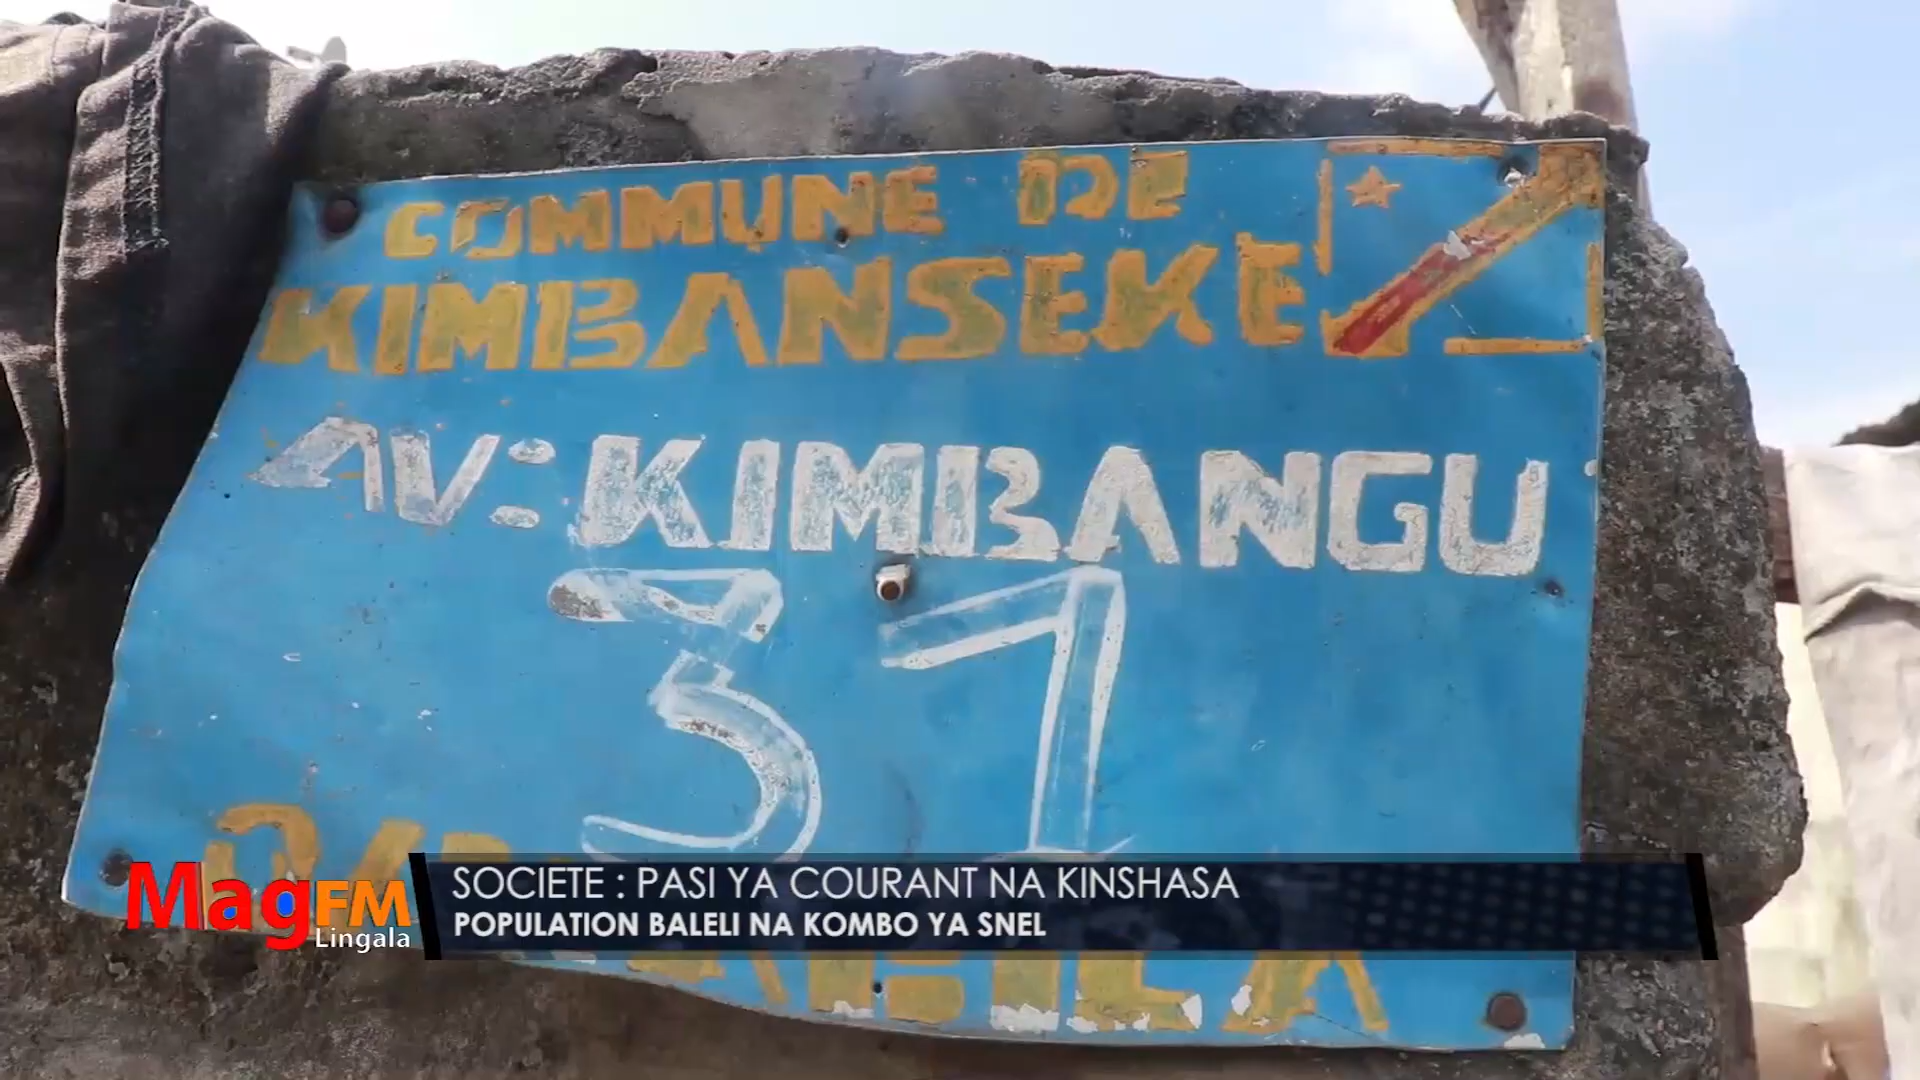 COMMUNE DE
KIMBANSEKE
AV: KIMBANGU
31
MagFM
Lingala
SOCIETE : PASI YA COURANT NA KINSHASA
POPULATION BALELI NA KOMBO YA SNEL